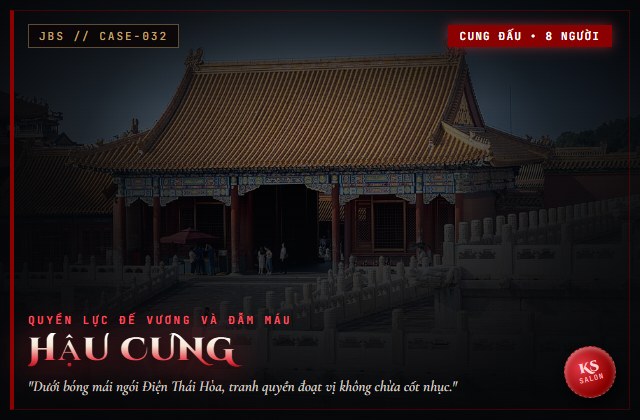 JBS // CASE-032
CUNG ĐẤU • 8 NGƯỜI
QUYỀN LỰC ĐẾ VƯƠNG VÀ ĐẪM MÁU
HẬU CUNG
"Dưới bóng mái ngói Điện Thái Hòa, tranh quyền đoạt vị không chừa cốt nhục."
KS
SALON